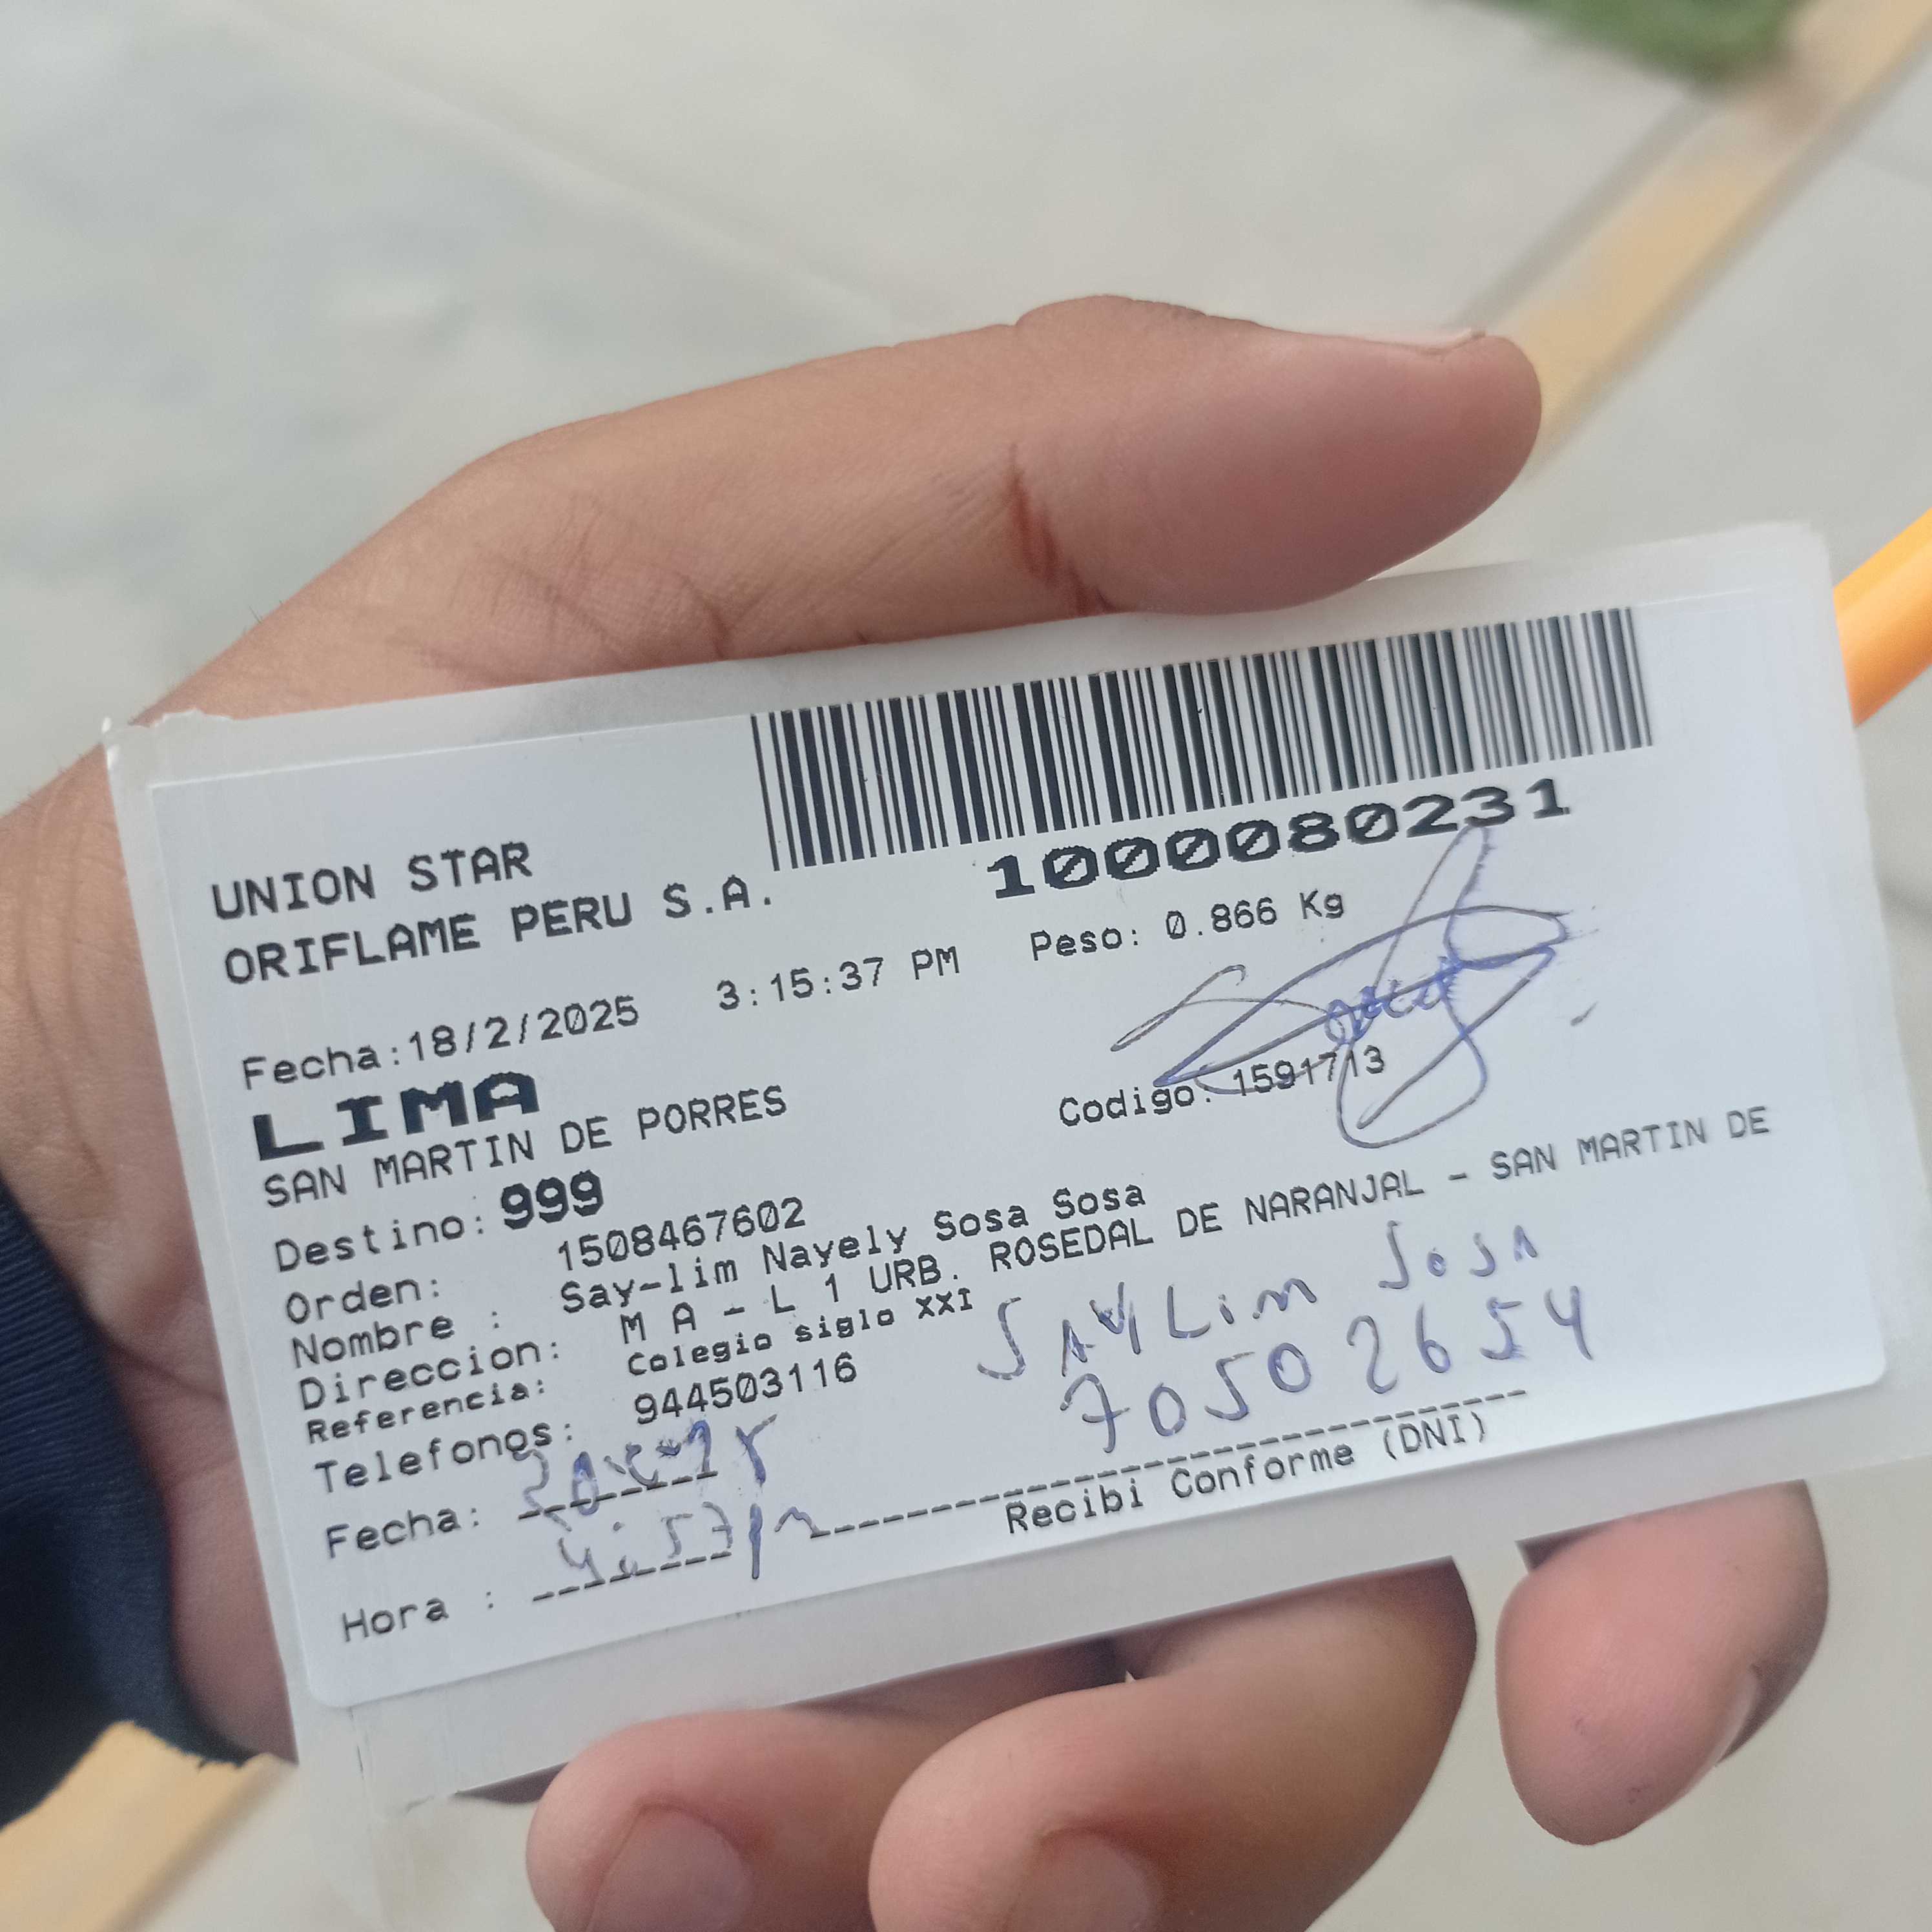 UNION STAR
ORIFLAME PERU S.A.
1000080231
Fecha:18/2/2025 3:15:37 PM Peso: 0.866 Kg
LIMA
SAN MARTIN DE PORRES Codigo: 1591713
Destino: 999
Orden: 1508467602
Nombre : Say-lim Nayely Sosa Sosa
Direccion: M A - L 1 URB. ROSEDAL DE NARANJAL - SAN MARTIN DE
Referencia: Colegio siglo XXI
Telefonos: 944503116
SAYLim SosA
70502654
Fecha:
Hora : 4:57pm
Recibi Conforme (DNI)